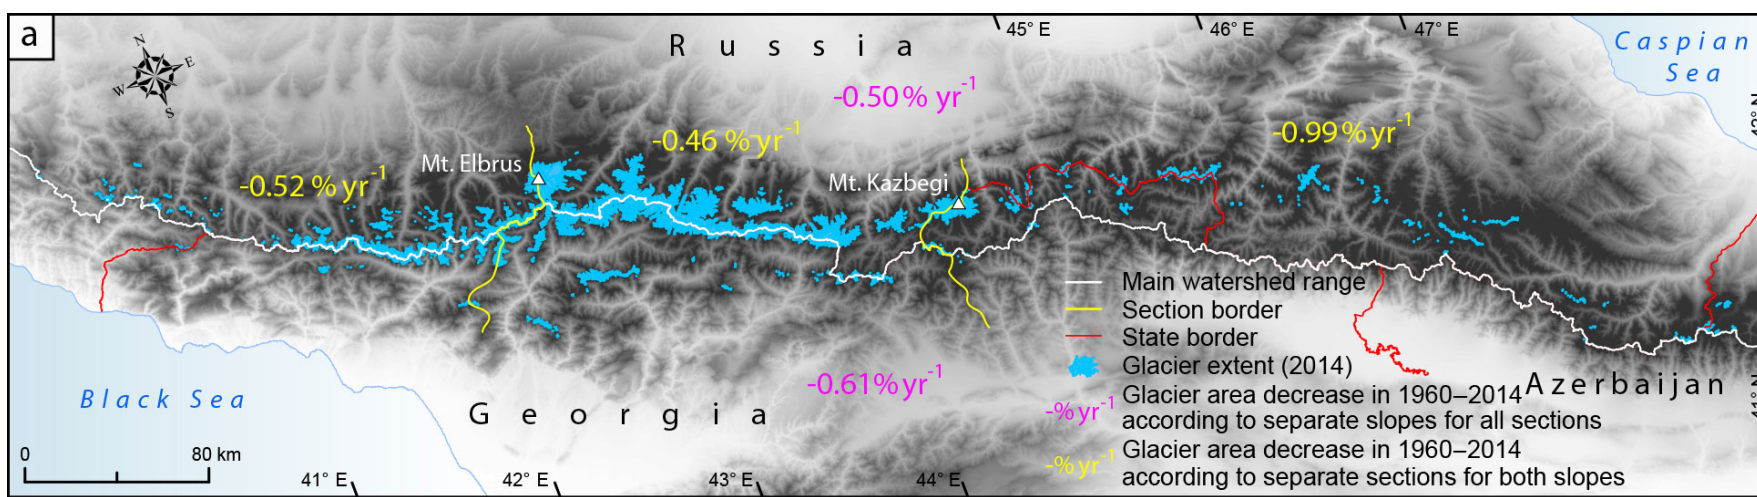 a
N
E
W
S
Russia
45° E
46° E
47° E
Caspian
Sea
-0.50% yr-1
-0.46 % yr-1
-0.99% yr-1
-0.52 % yr-1
Mt. Elbrus
Mt. Kazbegi
Main watershed range
Section border
State border
Glacier extent (2014)
-0.61% yr-1
Black Sea
Georgia
Azerbaijan
-% yr-1
Glacier area decrease in 1960–2014
according to separate slopes for all sections
-% yr-1
Glacier area decrease in 1960–2014
according to separate sections for both slopes
0
80 km
41° E
42° E
43° E
44° E
41° N